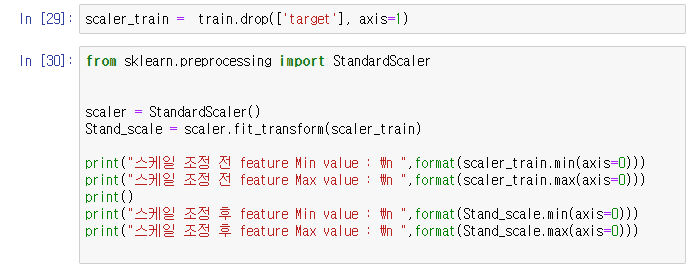 In [29]: scaler_train =  train.drop(['target'], axis=1)
In [30]: from sklearn.preprocessing import StandardScaler
scaler = StandardScaler()
Stand_scale = scaler.fit_transform(scaler_train)
print("스케일 조정 전 feature Min value : ₩n ",format(scaler_train.min(axis=0)))
print("스케일 조정 전 feature Max value : ₩n ",format(scaler_train.max(axis=0)))
print()
print("스케일 조정 후 feature Min value : ₩n ",format(Stand_scale.min(axis=0)))
print("스케일 조정 후 feature Max value : ₩n ",format(Stand_scale.max(axis=0)))